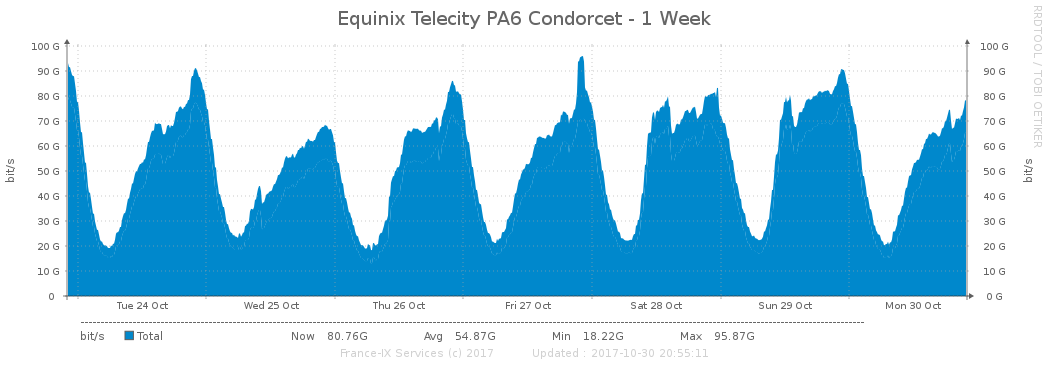 Equinix Telecity PA6 Condorcet - 1 Week
RRDTOOL / TOBI OETIKER
100 G 100 G
90 G 90 G
80 G 80 G
70 G 70 G
60 G 60 G
50 G 50 G
40 G 40 G
30 G 30 G
20 G 20 G
10 G 10 G
0 0 G
bit/s bit/s
Tue 24 Oct Wed 25 Oct Thu 26 Oct Fri 27 Oct Sat 28 Oct Sun 29 Oct Mon 30 Oct
bit/s Total Now 80.76G Avg 54.87G Min 18.22G Max 95.87G
France-IX Services (c) 2017 Updated : 2017-10-30 20:55:11